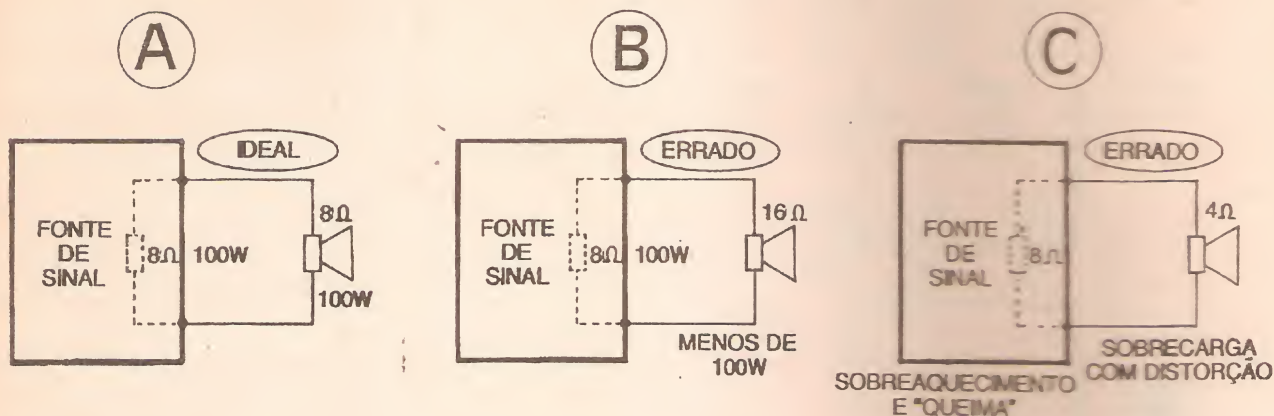 A
IDEAL
FONTE
DE
SINAL
8Ω
100W
8Ω
100W
B
ERRADO
FONTE
DE
SINAL
8Ω
100W
16Ω
MENOS DE
100W
C
ERRADO
FONTE
DE
SINAL
8Ω
4Ω
SOBREAQUECIMENTO
E "QUEIMA"
SOBRECARGA
COM DISTORÇÃO